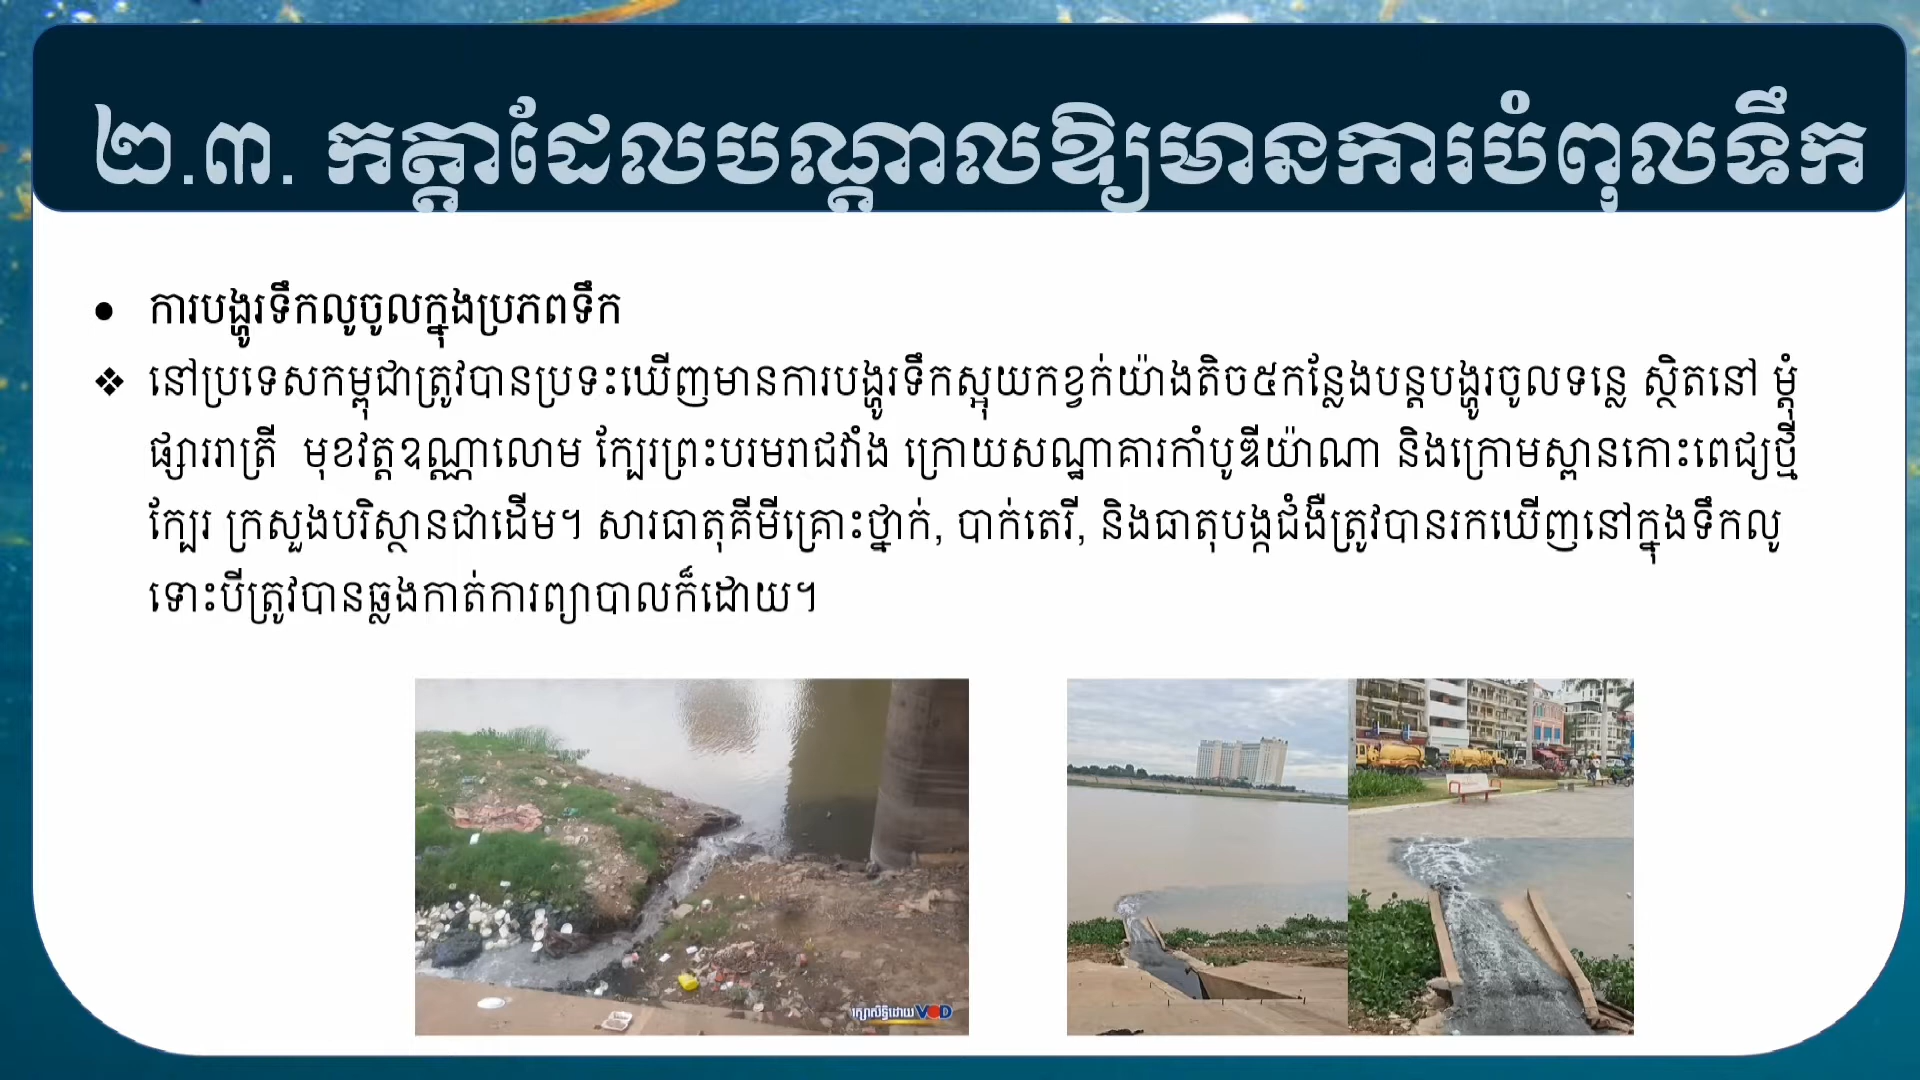 ២.៣. កត្តាដែលបណ្តាលឱ្យមានការបំពុលទឹក
● ការបង្ហូរទឹកលូចូលក្នុងប្រភពទឹក
❖ នៅប្រទេសកម្ពុជាត្រូវបានប្រទះឃើញមានការបង្ហូរទឹកស្អុយកខ្វក់យ៉ាងតិច៥កន្លែងបន្តបង្ហូរចូលទន្លេ ស្ថិតនៅ ម្តុំ
ផ្សាររាត្រី មុខវត្តឧណ្ណាលោម ក្បែរព្រះបរមរាជវាំង ក្រោយសណ្ឋាគារកាំបូឌីយ៉ាណា និងក្រោមស្ពានកោះពេជ្យថ្មី
ក្បែរ ក្រសួងបរិស្ថានជាដើម។ សារធាតុគីមីគ្រោះថ្នាក់, បាក់តេរី, និងធាតុបង្កជំងឺត្រូវបានរកឃើញនៅក្នុងទឹកលូ
ទោះបីត្រូវបានឆ្លងកាត់ការព្យាបាលក៏ដោយ។
រក្សាសិទ្ធិដោយ VOD